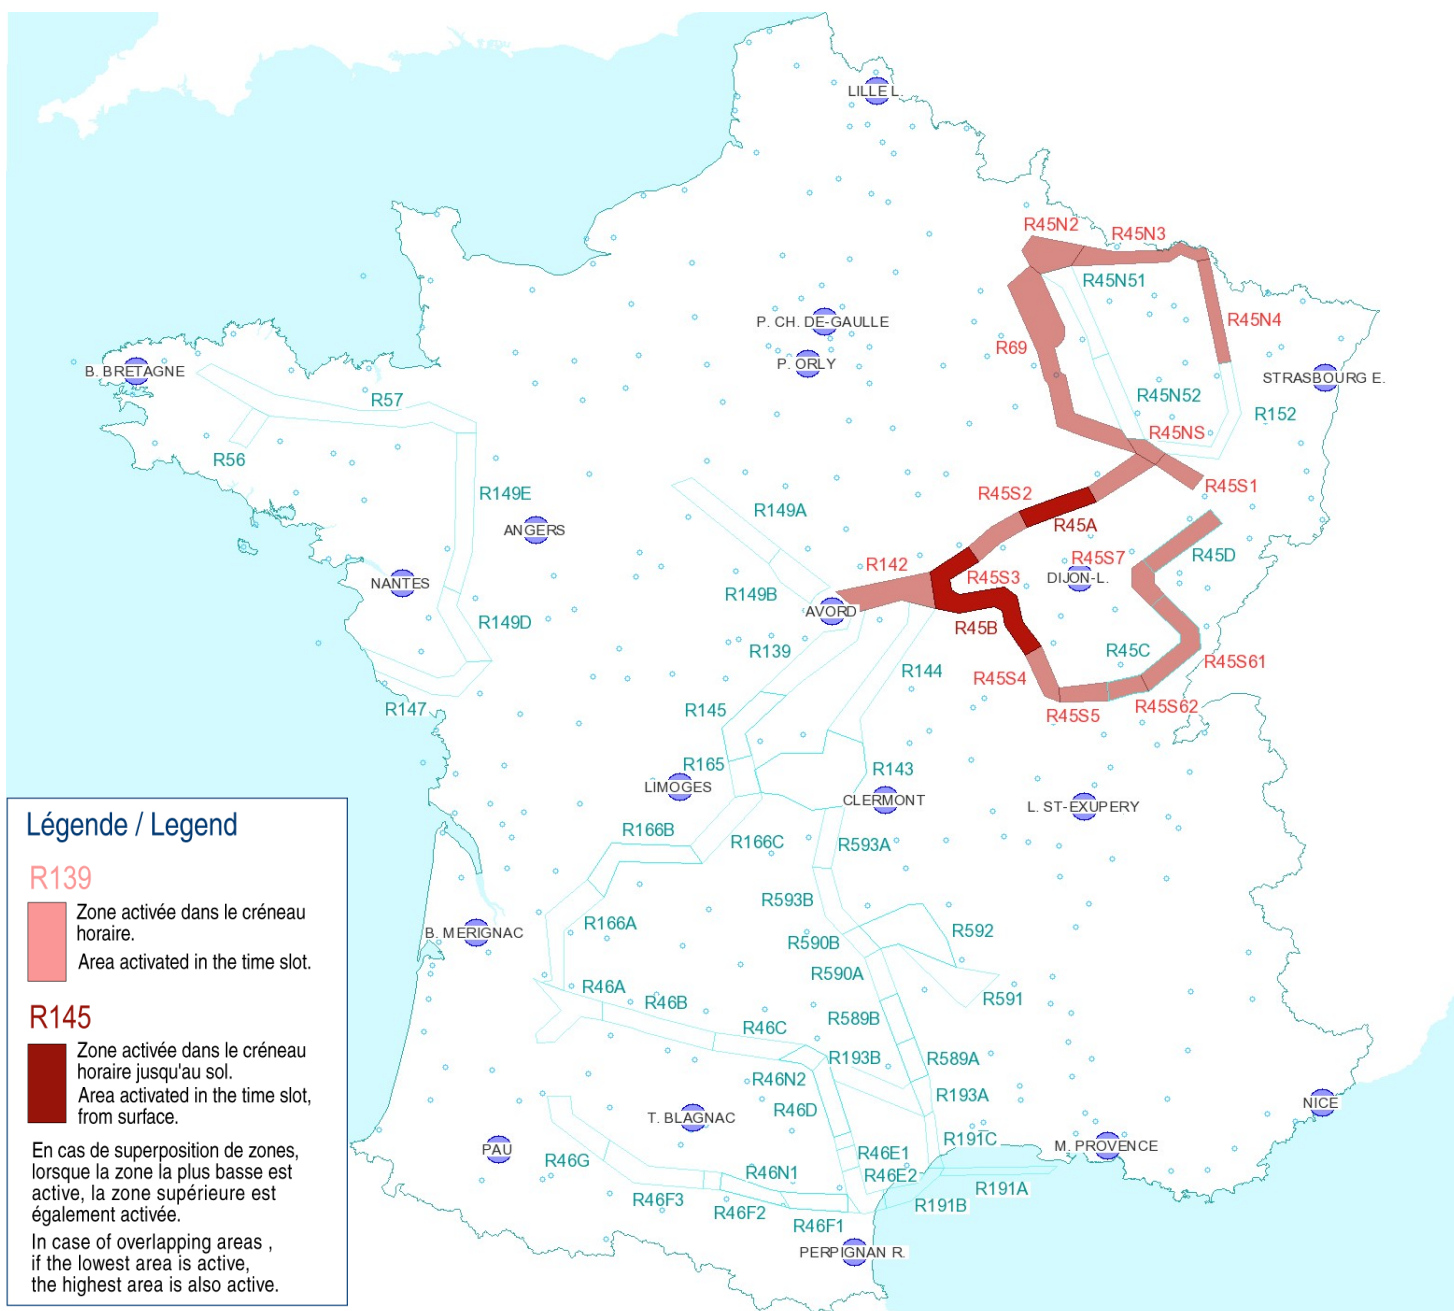 LILLE L.
R45N2
R45N3
R45N51
P. CH. DE-GAULLE
R45N4
R69
P. ORLY
B. BRETAGNE
STRASBOURG E.
R57
R45N52
R152
R45NS
R56
R149E
R45S2
R45S1
R149A
R45A
ANGERS
R45S7
R45D
R142
R45S3
DIJON-L.
NANTES
R149B
AVORD
R149D
R45B
R139
R45C
R45S61
R144
R45S4
R147
R145
R45S5
R45S62
R165
R143
LIMOGES
CLERMONT
L. ST-EXUPERY
R166B
R166C
R593A
R593B
R166A
B. MERIGNAC
R590B
R592
R590A
R46A
R46B
R591
R46C
R589B
R193B
R589A
R46N2
R46D
R193A
T. BLAGNAC
NICE
PAU
R191C
M. PROVENCE
R46E1
R46G
R46N1
R46E2
R191A
R46F3
R46F2
R46F1
R191B
PERPIGNAN R.
Légende / Legend
R139
Zone activée dans le créneau
horaire.
Area activated in the time slot.
R145
Zone activée dans le créneau
horaire jusqu'au sol.
Area activated in the time slot,
from surface.
En cas de superposition de zones,
lorsque la zone la plus basse est
active, la zone supérieure est
également activée.
In case of overlapping areas ,
if the lowest area is active,
the highest area is also active.